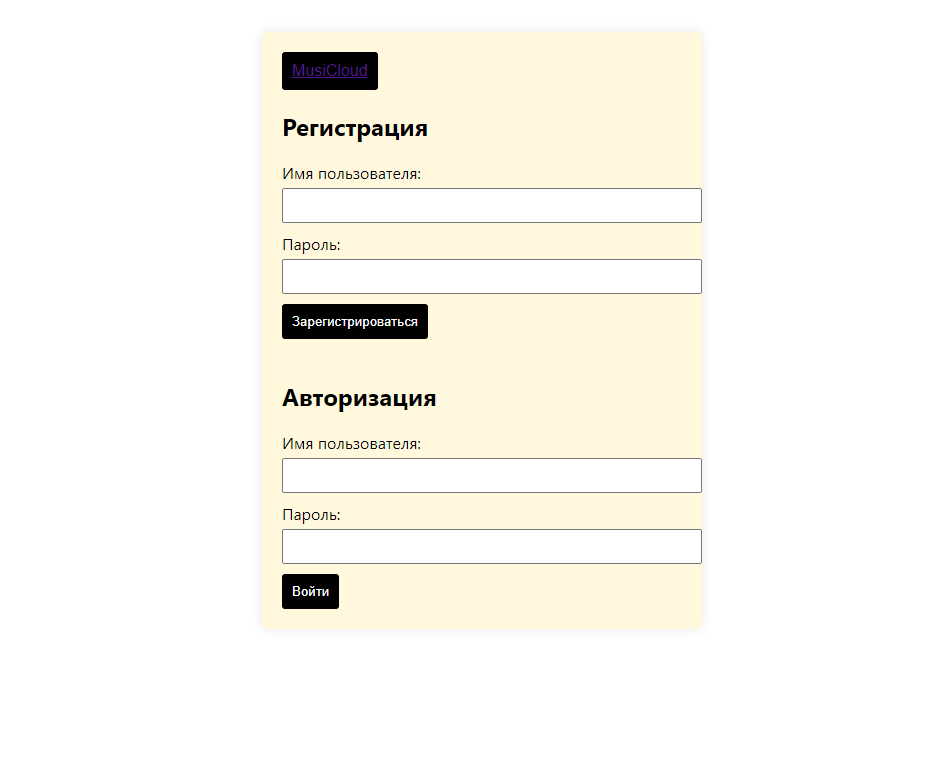 MusiCloud
Регистрация
Имя пользователя:
Пароль:
Зарегистрироваться
Авторизация
Имя пользователя:
Пароль:
Войти